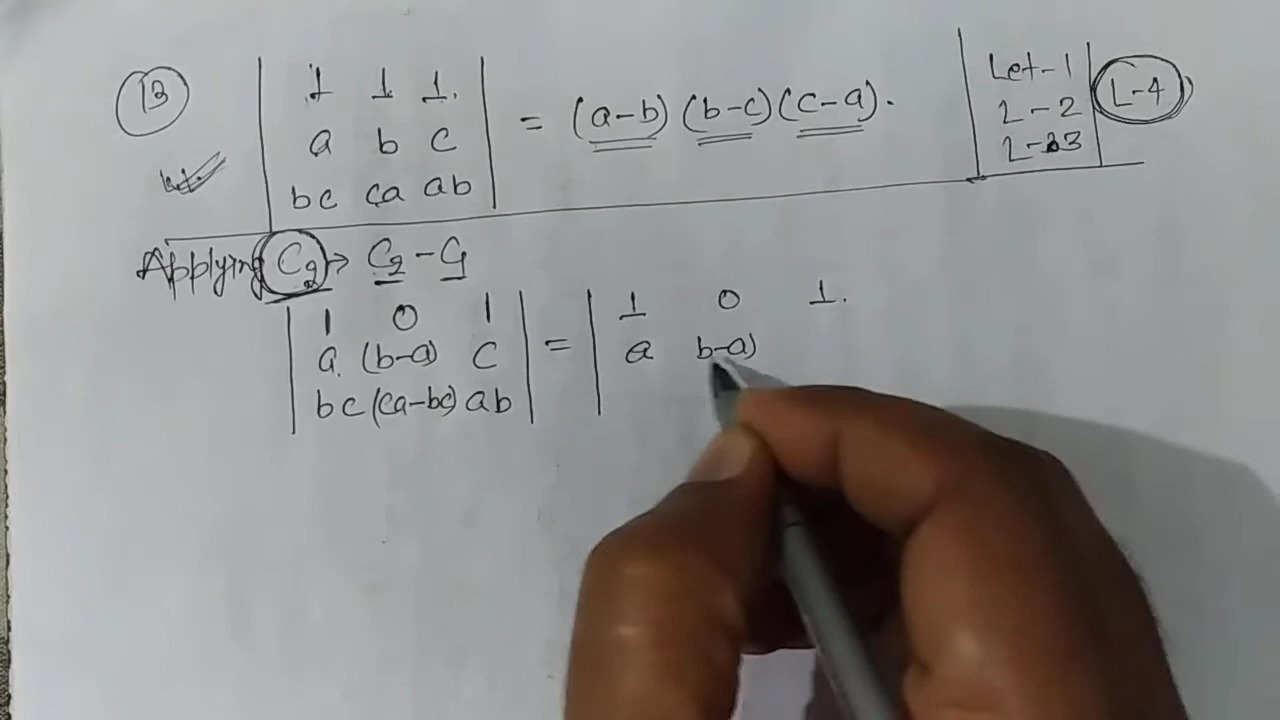 13 | 1 1 1. | = (a-b) (b-c) (c-a).
| a b c |
| bc ca ab |
Let-1
L-2
L-3
L-4
Applying C₂ → C₂ - C₁
| 1 0 1 | = | 1 0 1.
| a. (b-a) c | | a b-a)
| bc (ca-bc) ab |